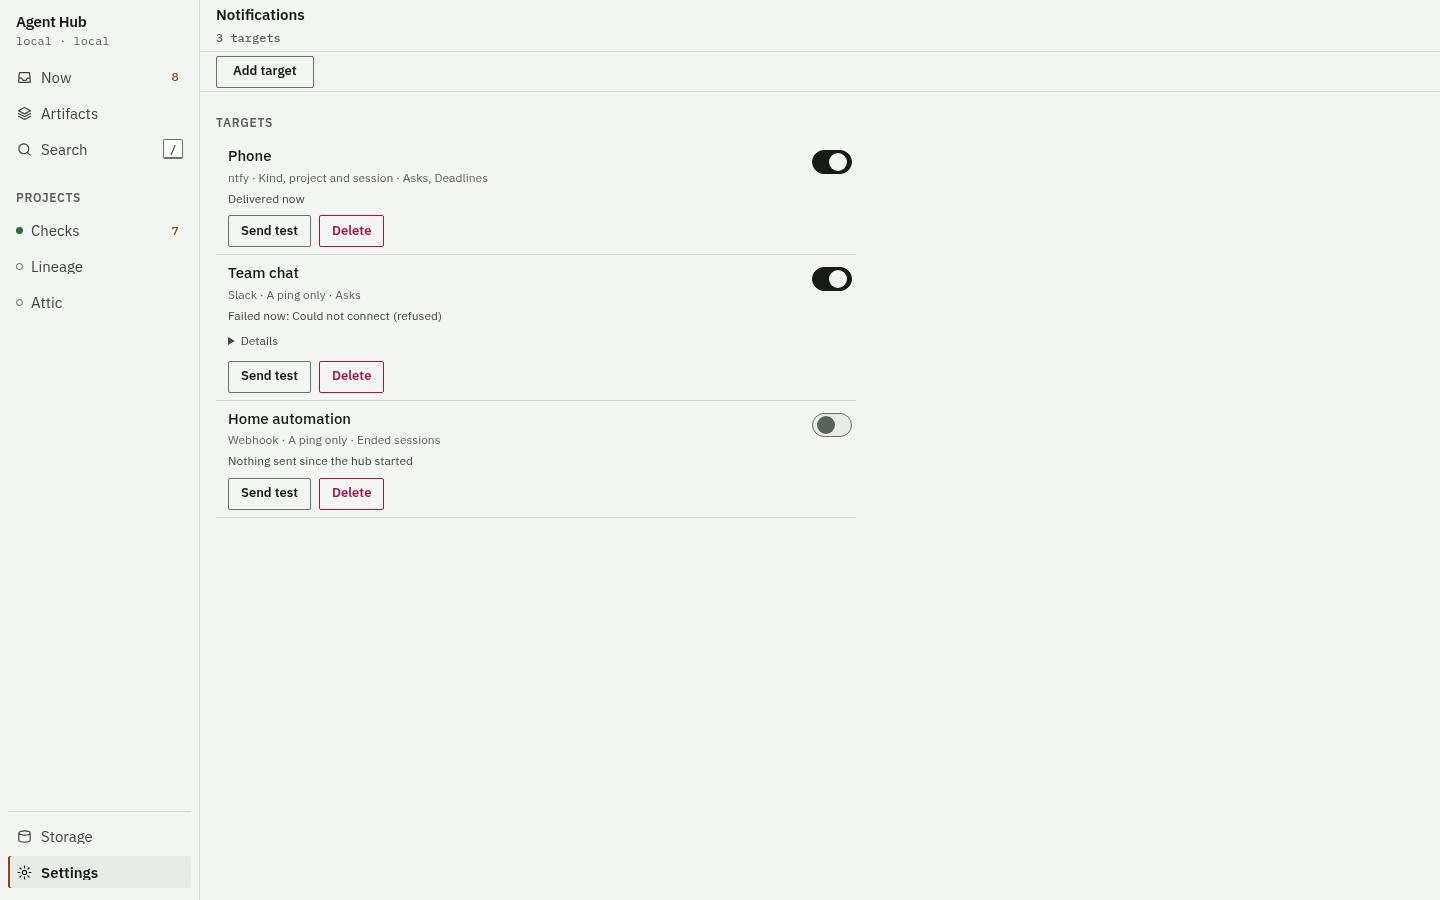 Agent Hub
local · local
Now 8
Artifacts
Search /
PROJECTS
Checks 7
Lineage
Attic
Storage
Settings
Notifications
3 targets
Add target
TARGETS
Phone
ntfy · Kind, project and session · Asks, Deadlines
Delivered now
Send test Delete
Team chat
Slack · A ping only · Asks
Failed now: Could not connect (refused)
Details
Send test Delete
Home automation
Webhook · A ping only · Ended sessions
Nothing sent since the hub started
Send test Delete